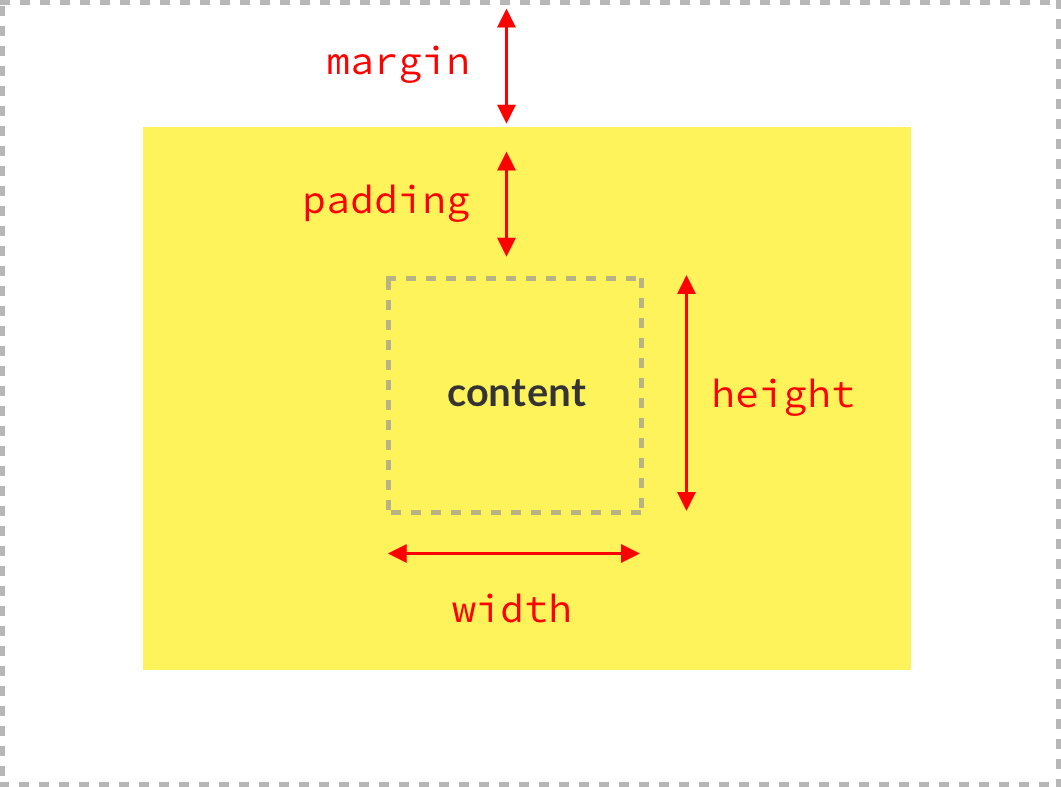 margin
padding
content
height
width